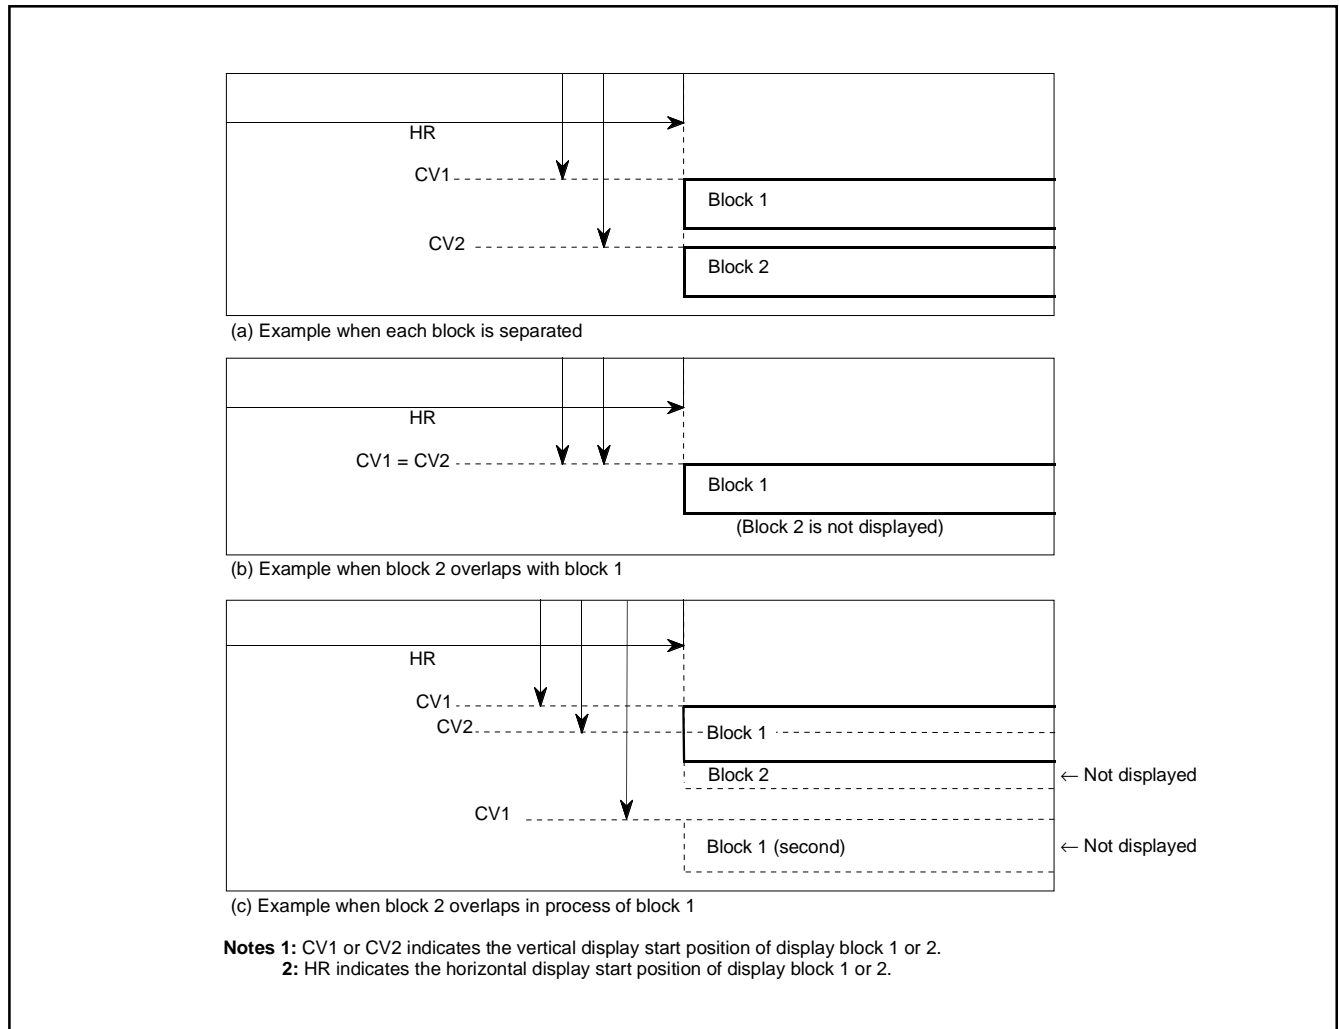 HR
CV1
Block 1
CV2
Block 2
(a) Example when each block is separated
HR
CV1 = CV2
Block 1
(Block 2 is not displayed)
(b) Example when block 2 overlaps with block 1
HR
CV1
CV2
Block 1
Block 2
← Not displayed
CV1
Block 1 (second)
← Not displayed
(c) Example when block 2 overlaps in process of block 1
Notes 1: CV1 or CV2 indicates the vertical display start position of display block 1 or 2.
2: HR indicates the horizontal display start position of display block 1 or 2.